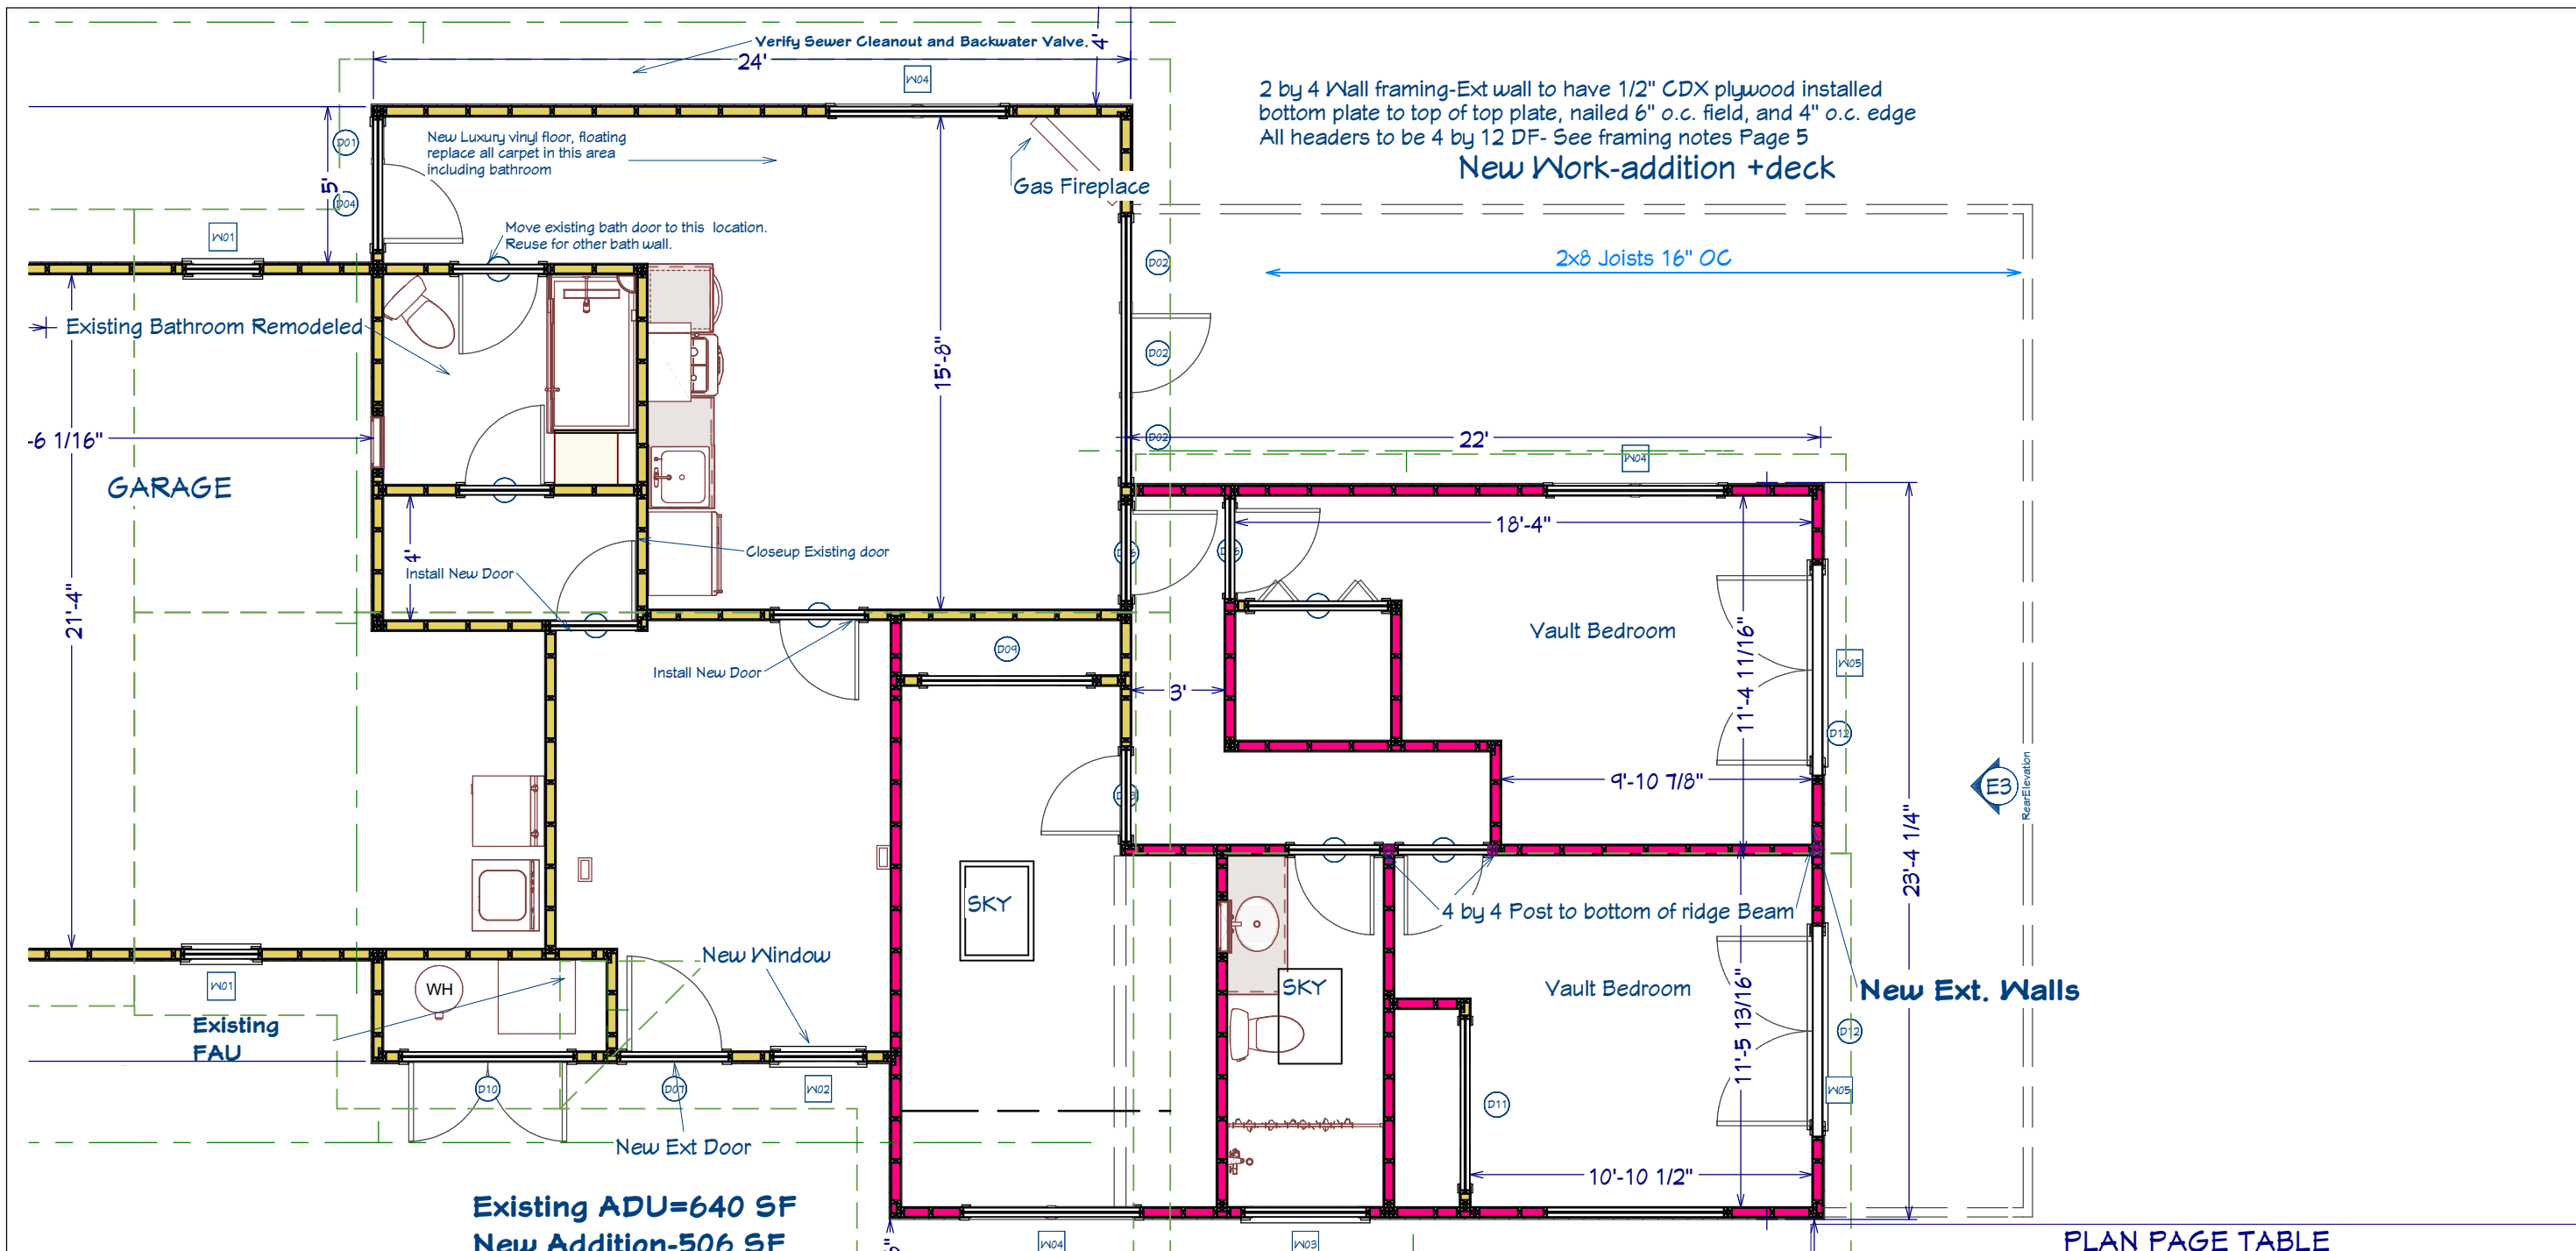 Verify Sewer Cleanout and Backwater Valve.
4'
24'
W04
2 by 4 Wall framing-Ext wall to have 1/2" CDX plywood installed
bottom plate to top of top plate, nailed 6" o.c. field, and 4" o.c. edge
All headers to be 4 by 12 DF- See framing notes Page 5
New Work-addition +deck
D01
New Luxury vinyl floor, floating
replace all carpet in this area
including bathroom
5'
D04
Gas Fireplace
W01
Move existing bath door to this location.
Reuse for other bath wall.
D02
2x8 Joists 16" OC
Existing Bathroom Remodeled
D02
15'-8"
-6 1/16"
D02
22'
W04
GARAGE
18'-4"
4'
Closeup Existing door
Install New Door
21'-4"
Vault Bedroom
11'-4 11/16"
D09
W05
Install New Door
3'
D12
9'-10 7/8"
E3
RearElevation
23'-4 1/4"
SKY
4 by 4 Post to bottom of ridge Beam
New Window
WH
W01
SKY
Vault Bedroom
New Ext. Walls
11'-5 13/16"
Existing
FAU
D12
D10
D07
W02
W05
D11
New Ext Door
10'-10 1/2"
Existing ADU=640 SF
New Addition-506 SF
W04
W03
PLAN PAGE TABLE